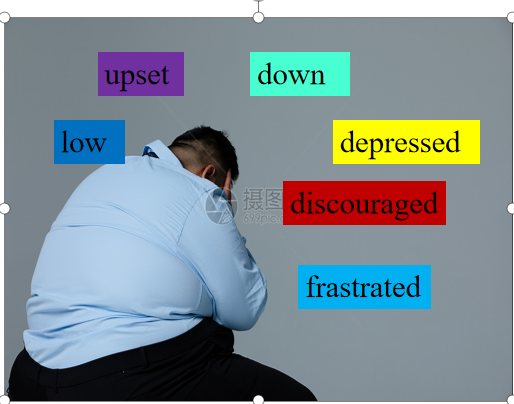 upset
down
low
depressed
discouraged
frastrated
摄图